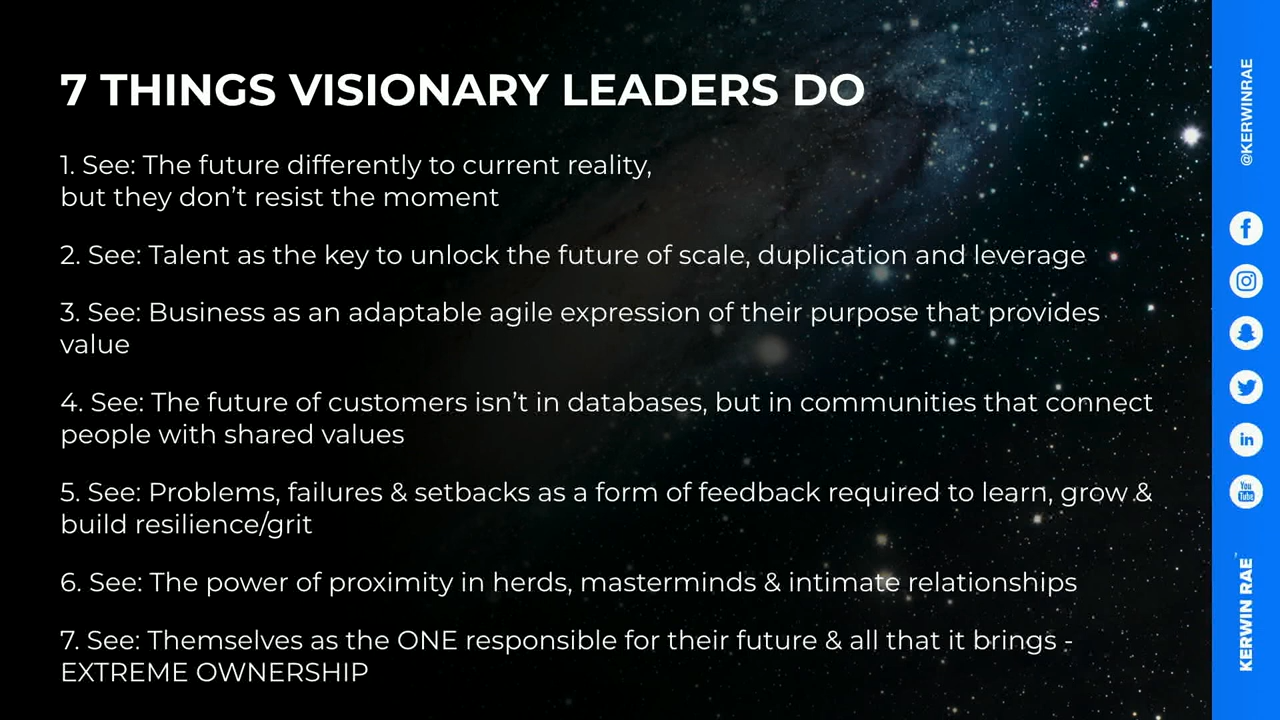 7 THINGS VISIONARY LEADERS DO
1. See: The future differently to current reality,
but they don’t resist the moment
2. See: Talent as the key to unlock the future of scale, duplication and leverage
3. See: Business as an adaptable agile expression of their purpose that provides
value
4. See: The future of customers isn’t in databases, but in communities that connect
people with shared values
5. See: Problems, failures & setbacks as a form of feedback required to learn, grow &
build resilience/grit
6. See: The power of proximity in herds, masterminds & intimate relationships
7. See: Themselves as the ONE responsible for their future & all that it brings -
EXTREME OWNERSHIP
@KERWINRAE
f
in
You
Tube
KERWIN RAE™